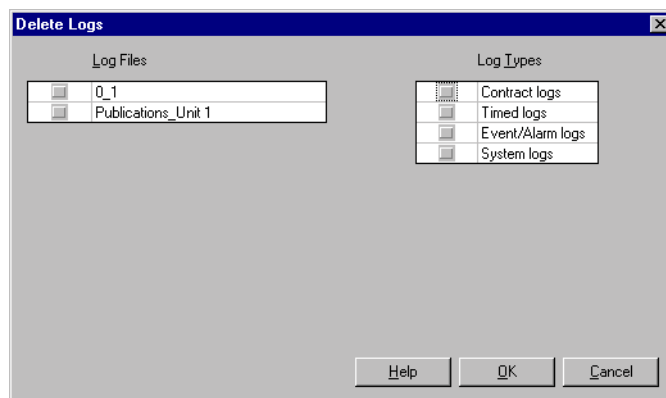 Delete Logs
Log Files
0_1
Publications_Unit 1
Log Types
Contract logs
Timed logs
Event/Alarm logs
System logs
Help
OK
Cancel